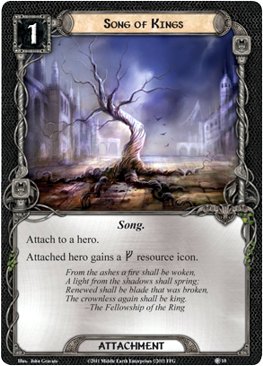 Song of Kings
1
Song.
Attach to a hero.
Attached hero gains a resource icon.
From the ashes a fire shall be woken,
A light from the shadows shall spring;
Renewed shall be blade that was broken,
The crownless again shall be king.
–The Fellowship of the Ring
Attachment
©2011 Middle Earth Enterprises ©2011 FFG